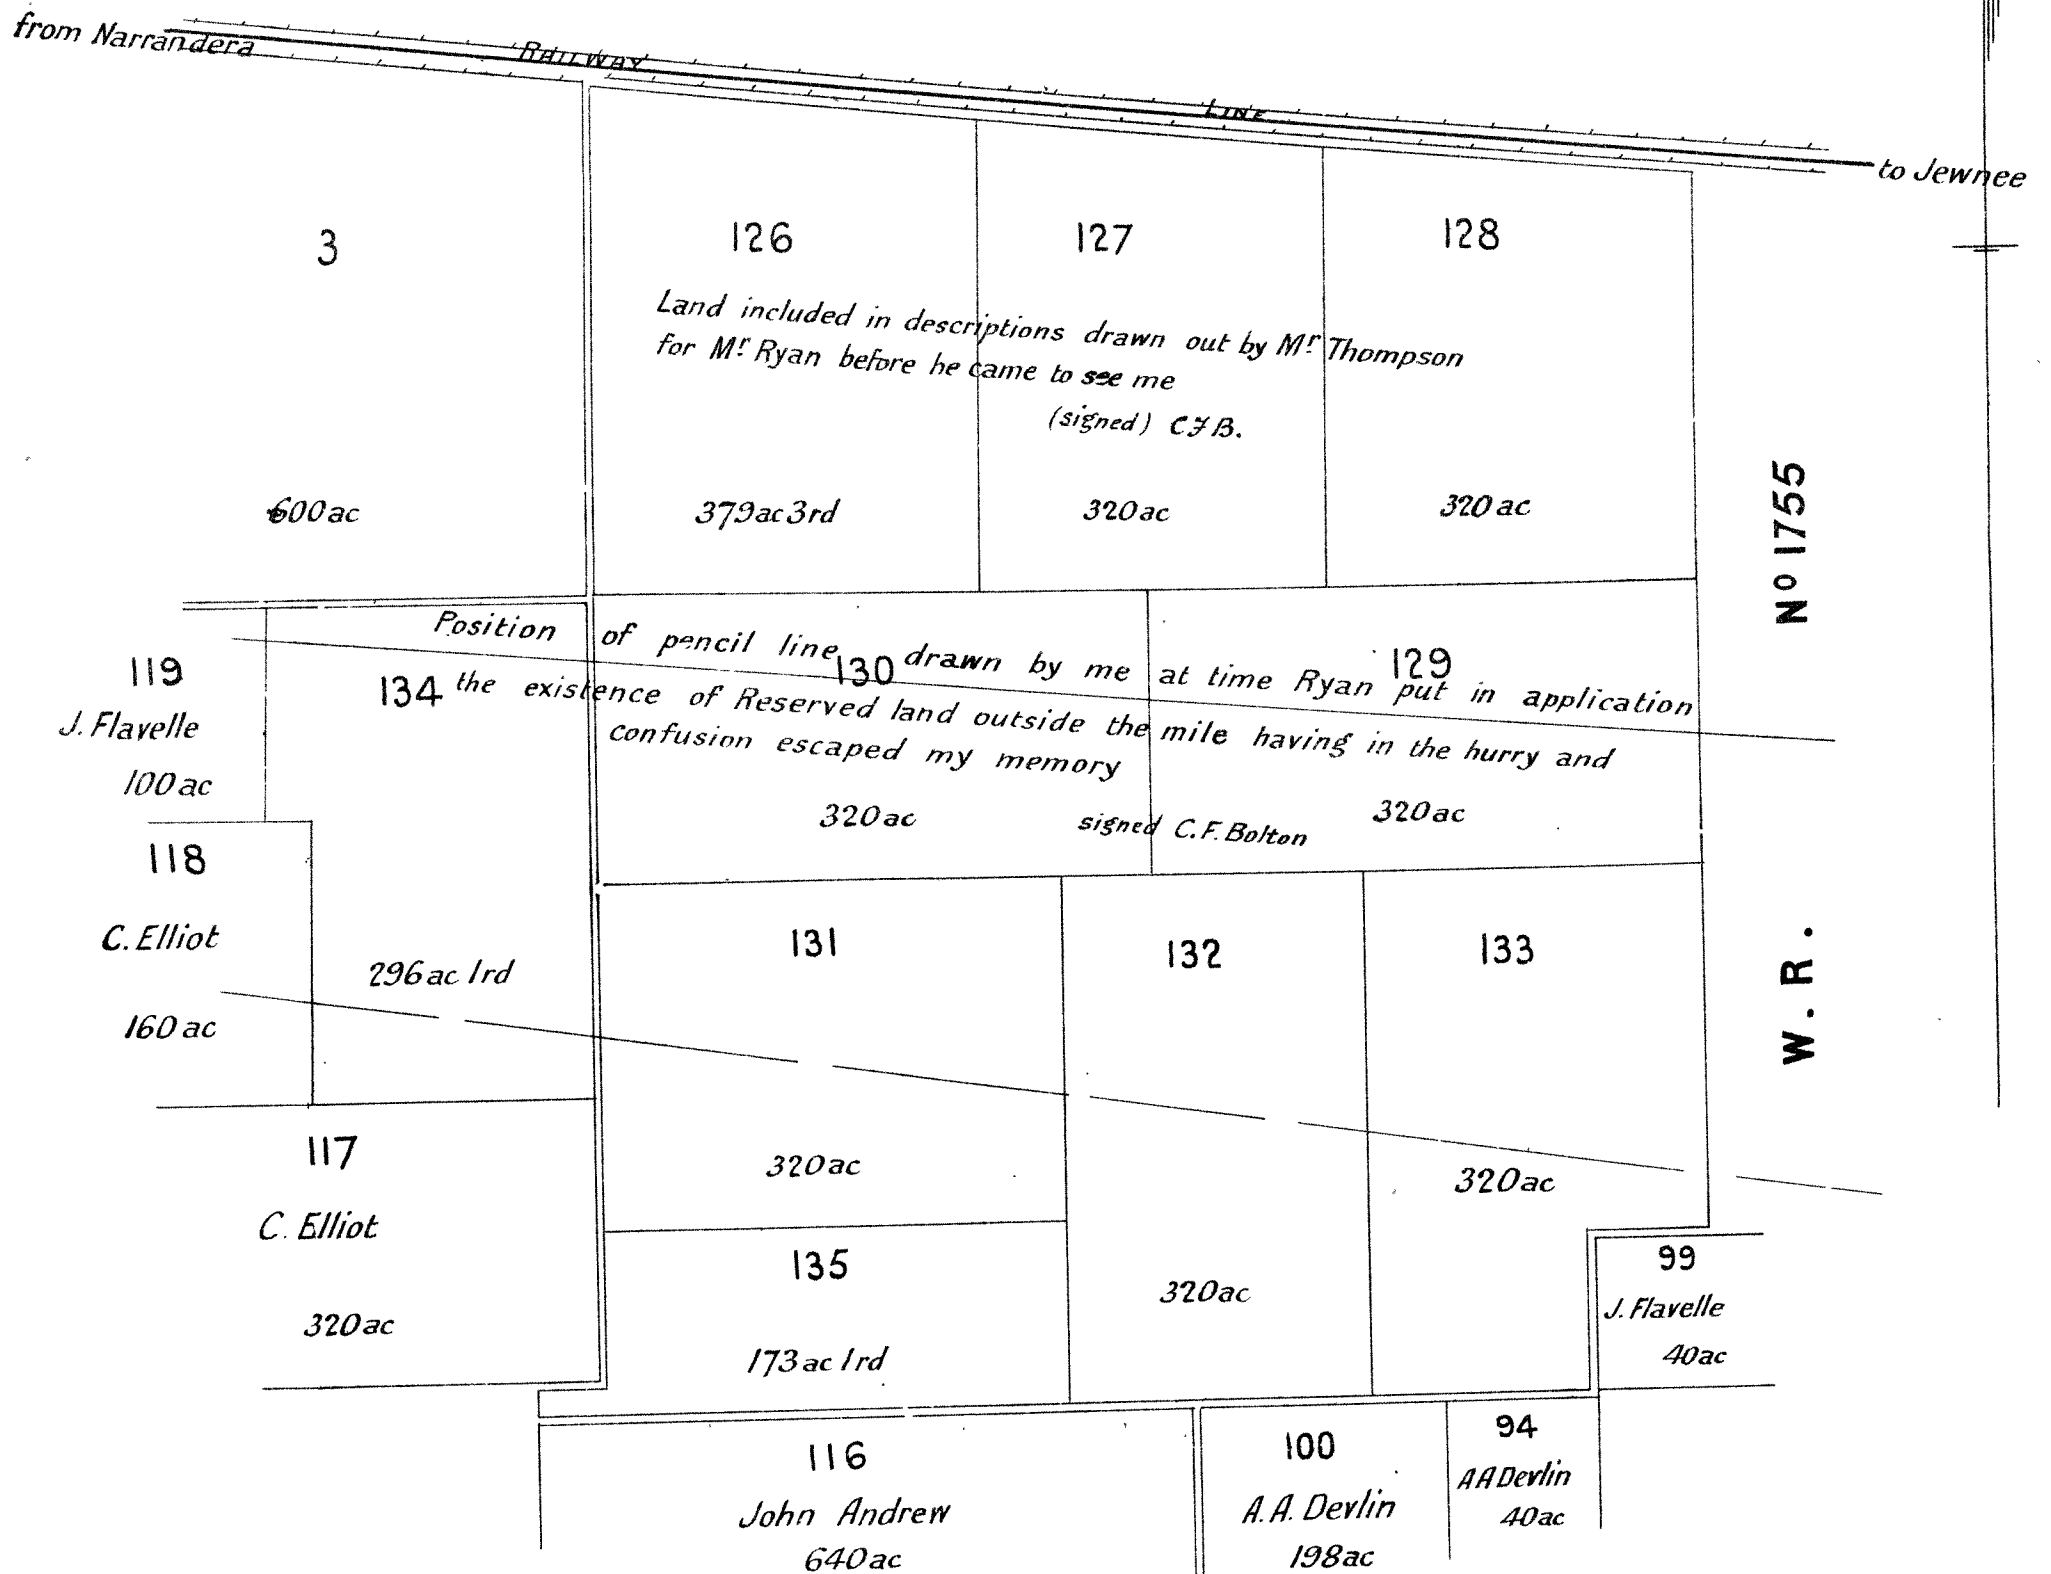 from Narrandera
RAILWAY
LINE
to Jewnee
3
126
127
128
Land included in descriptions drawn out by Mr Thompson
for Mr Ryan before he came to see me
(signed) CFB.
600ac
379ac 3rd
320ac
320ac
No 1755
W. R.
Position of pencil line drawn by me at time Ryan put in application
the existence of Reserved land outside the mile having in the hurry and
confusion escaped my memory
signed C.F. Bolton
119
J. Flavelle
100ac
134
296ac 1rd
130
320ac
129
320ac
118
C. Elliot
160ac
131
320ac
132
320ac
133
320ac
117
C. Elliot
320ac
135
173ac 1rd
99
J. Flavelle
40ac
116
John Andrew
640ac
100
A.A. Devlin
198ac
94
A A Devlin
40ac